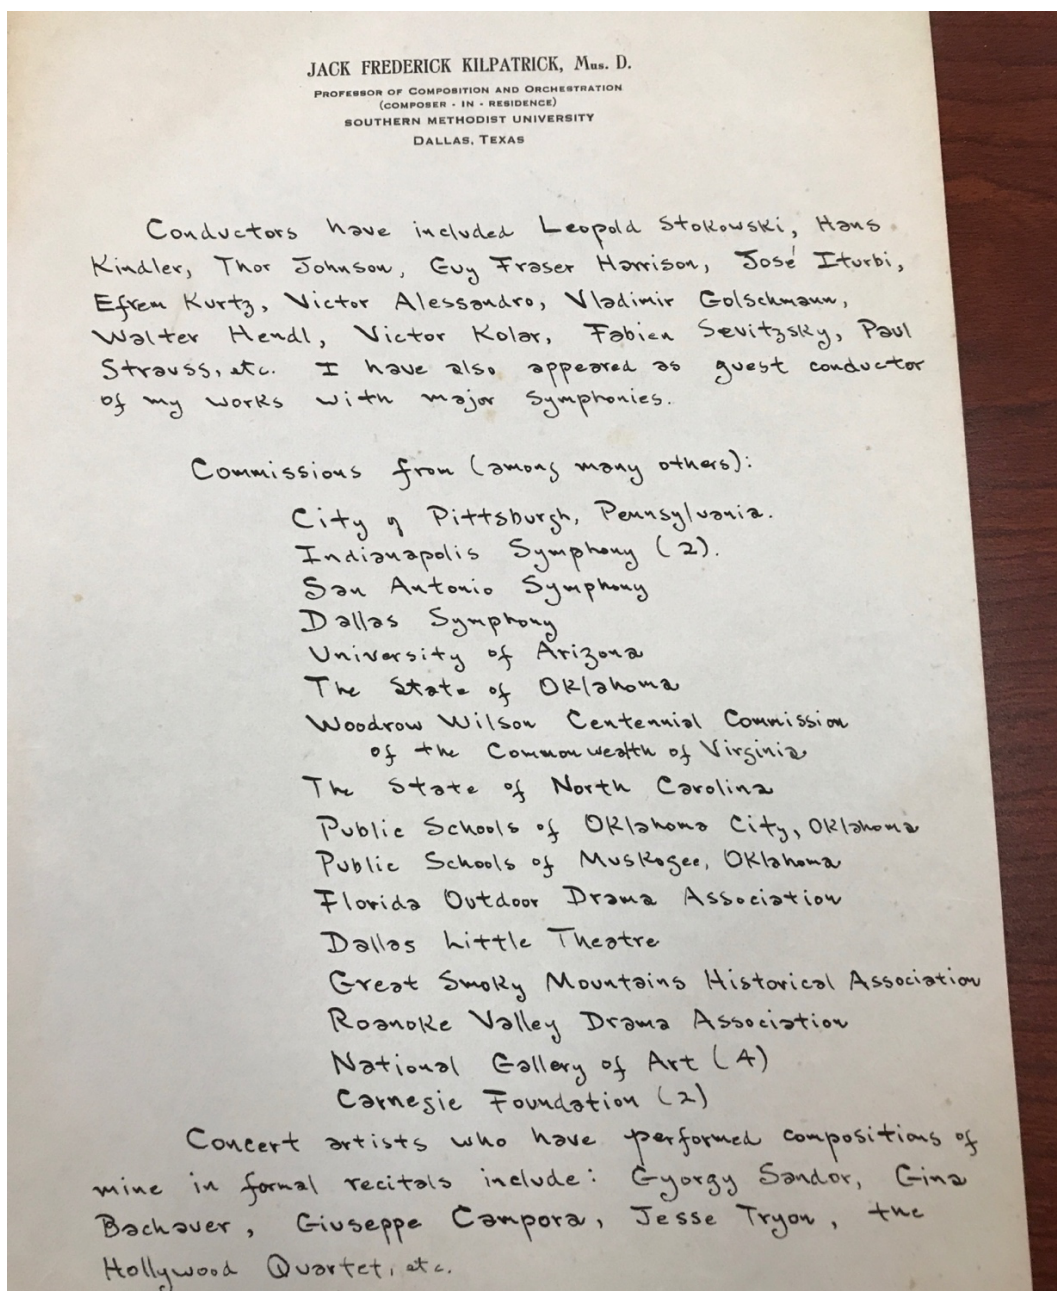 JACK FREDERICK KILPATRICK, Mus. D.
PROFESSOR OF COMPOSITION AND ORCHESTRATION
(COMPOSER - IN - RESIDENCE)
SOUTHERN METHODIST UNIVERSITY
DALLAS, TEXAS
Conductors have included Leopold Stokowski, Hans
Kindler, Thor Johnson, Guy Fraser Harrison, José Iturbi,
Efrem Kurtz, Victor Alessandro, Vladimir Golschmann,
Walter Hendl, Victor Kolar, Fabien Sevitzsky, Paul
Strauss, etc. I have also appeared as guest conductor
of my works with major symphonies.
Commissions from (among many others):
City of Pittsburgh, Pennsylvania.
Indianapolis Symphony (2).
San Antonio Symphony
Dallas Symphony
University of Arizona
The State of Oklahoma
Woodrow Wilson Centennial Commission
of the Commonwealth of Virginia
The State of North Carolina
Public Schools of Oklahoma City, Oklahoma
Public Schools of Muskogee, Oklahoma
Florida Outdoor Drama Association
Dallas Little Theatre
Great Smoky Mountains Historical Association
Roanoke Valley Drama Association
National Gallery of Art (4)
Carnegie Foundation (2)
Concert artists who have performed compositions of
mine in formal recitals include: Gyorgy Sandor, Gina
Bachauer, Giuseppe Campora, Jesse Tryon, the
Hollywood Quartet, etc.